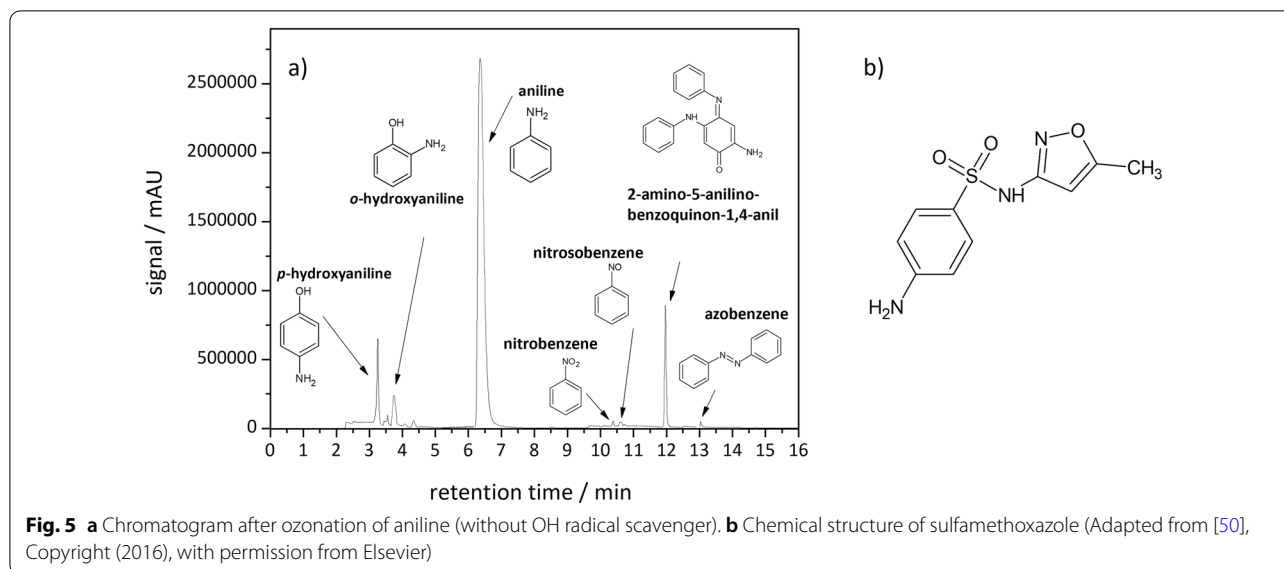 a)
b)
signal / mAU
2500000
2000000
1500000
1000000
500000
0
0 1 2 3 4 5 6 7 8 9 10 11 12 13 14 15 16
retention time / min
OH
NH2
p-hydroxyaniline
OH
NH2
o-hydroxyaniline
aniline
NH2
N
NH
NH2
O
2-amino-5-anilino-
benzoquinon-1,4-anil
nitrosobenzene
NO
nitrobenzene
NO2
azobenzene
N
N
O
O
S
NH
N
O
CH3
H2N
Fig. 5 a Chromatogram after ozonation of aniline (without OH radical scavenger). b Chemical structure of sulfamethoxazole (Adapted from [50],
Copyright (2016), with permission from Elsevier)